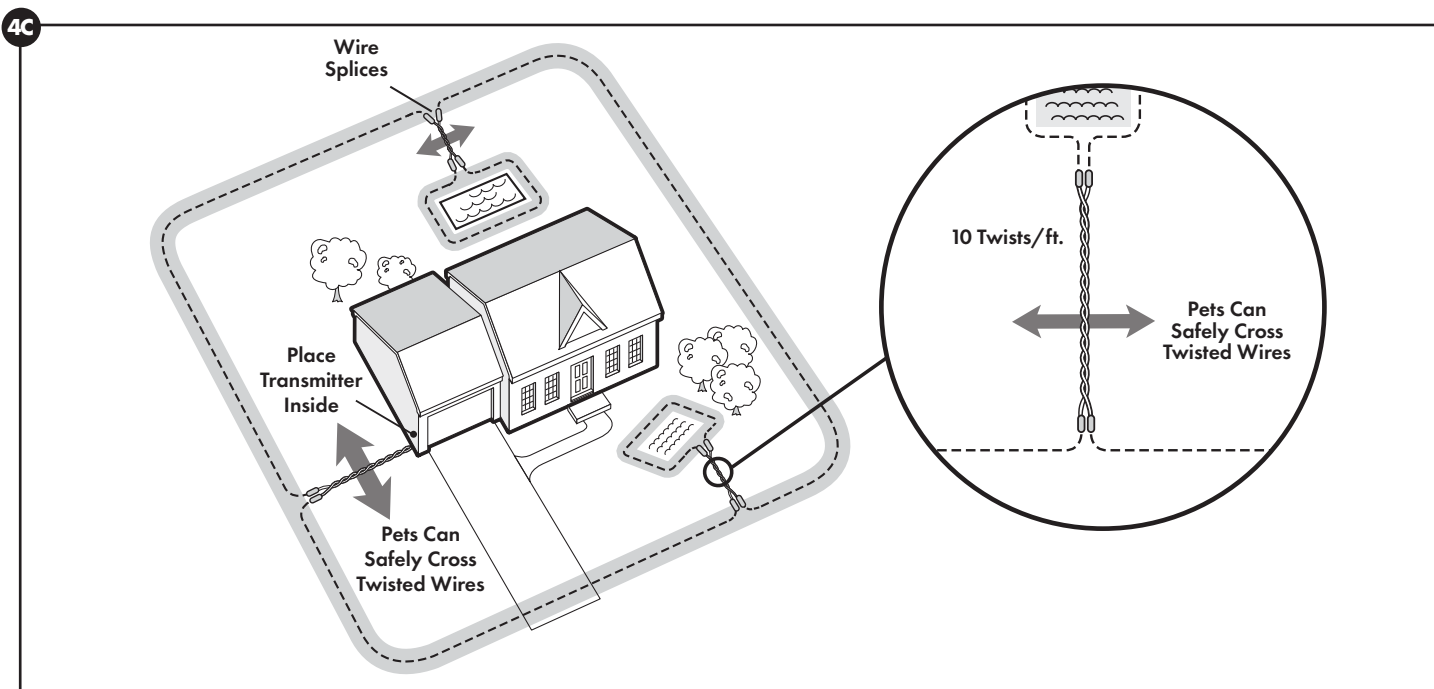 4C
Wire
Splices
10 Twists/ft.
Pets Can
Safely Cross
Twisted Wires
Place
Transmitter
Inside
Pets Can
Safely Cross
Twisted Wires